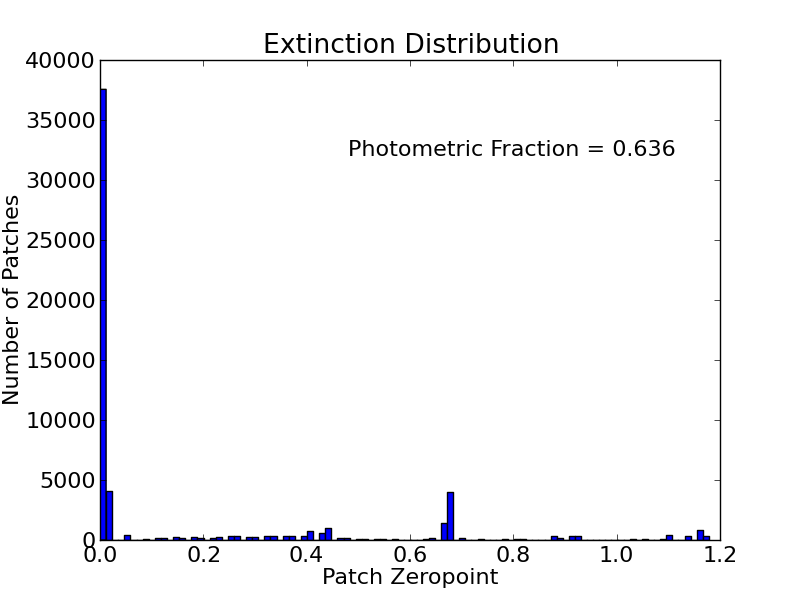 Extinction Distribution
40000
35000
30000
25000
20000
15000
10000
5000
0
Number of Patches
Photometric Fraction = 0.636
0.0 0.2 0.4 0.6 0.8 1.0 1.2
Patch Zeropoint